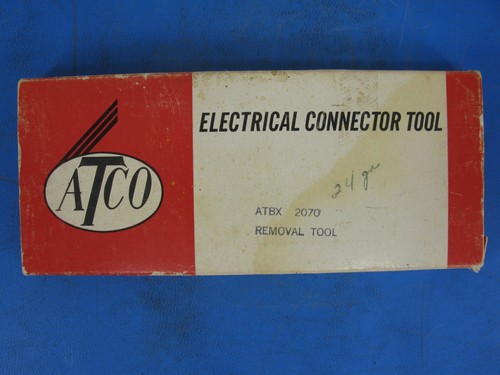 ATCO
ELECTRICAL CONNECTOR TOOL
24 ga
ATBX 2070
REMOVAL TOOL